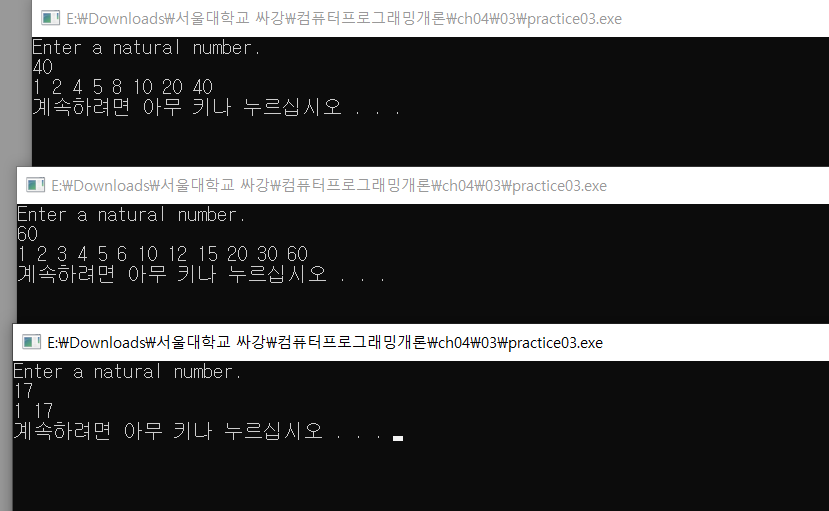 E:₩Downloads₩서울대학교 싸강₩컴퓨터프로그래밍개론₩ch04₩03₩practice03.exe
Enter a natural number.
40
1 2 4 5 8 10 20 40
계속하려면 아무 키나 누르십시오 . . .
E:₩Downloads₩서울대학교 싸강₩컴퓨터프로그래밍개론₩ch04₩03₩practice03.exe
Enter a natural number.
60
1 2 3 4 5 6 10 12 15 20 30 60
계속하려면 아무 키나 누르십시오 . . .
E:₩Downloads₩서울대학교 싸강₩컴퓨터프로그래밍개론₩ch04₩03₩practice03.exe
Enter a natural number.
17
1 17
계속하려면 아무 키나 누르십시오 . . .